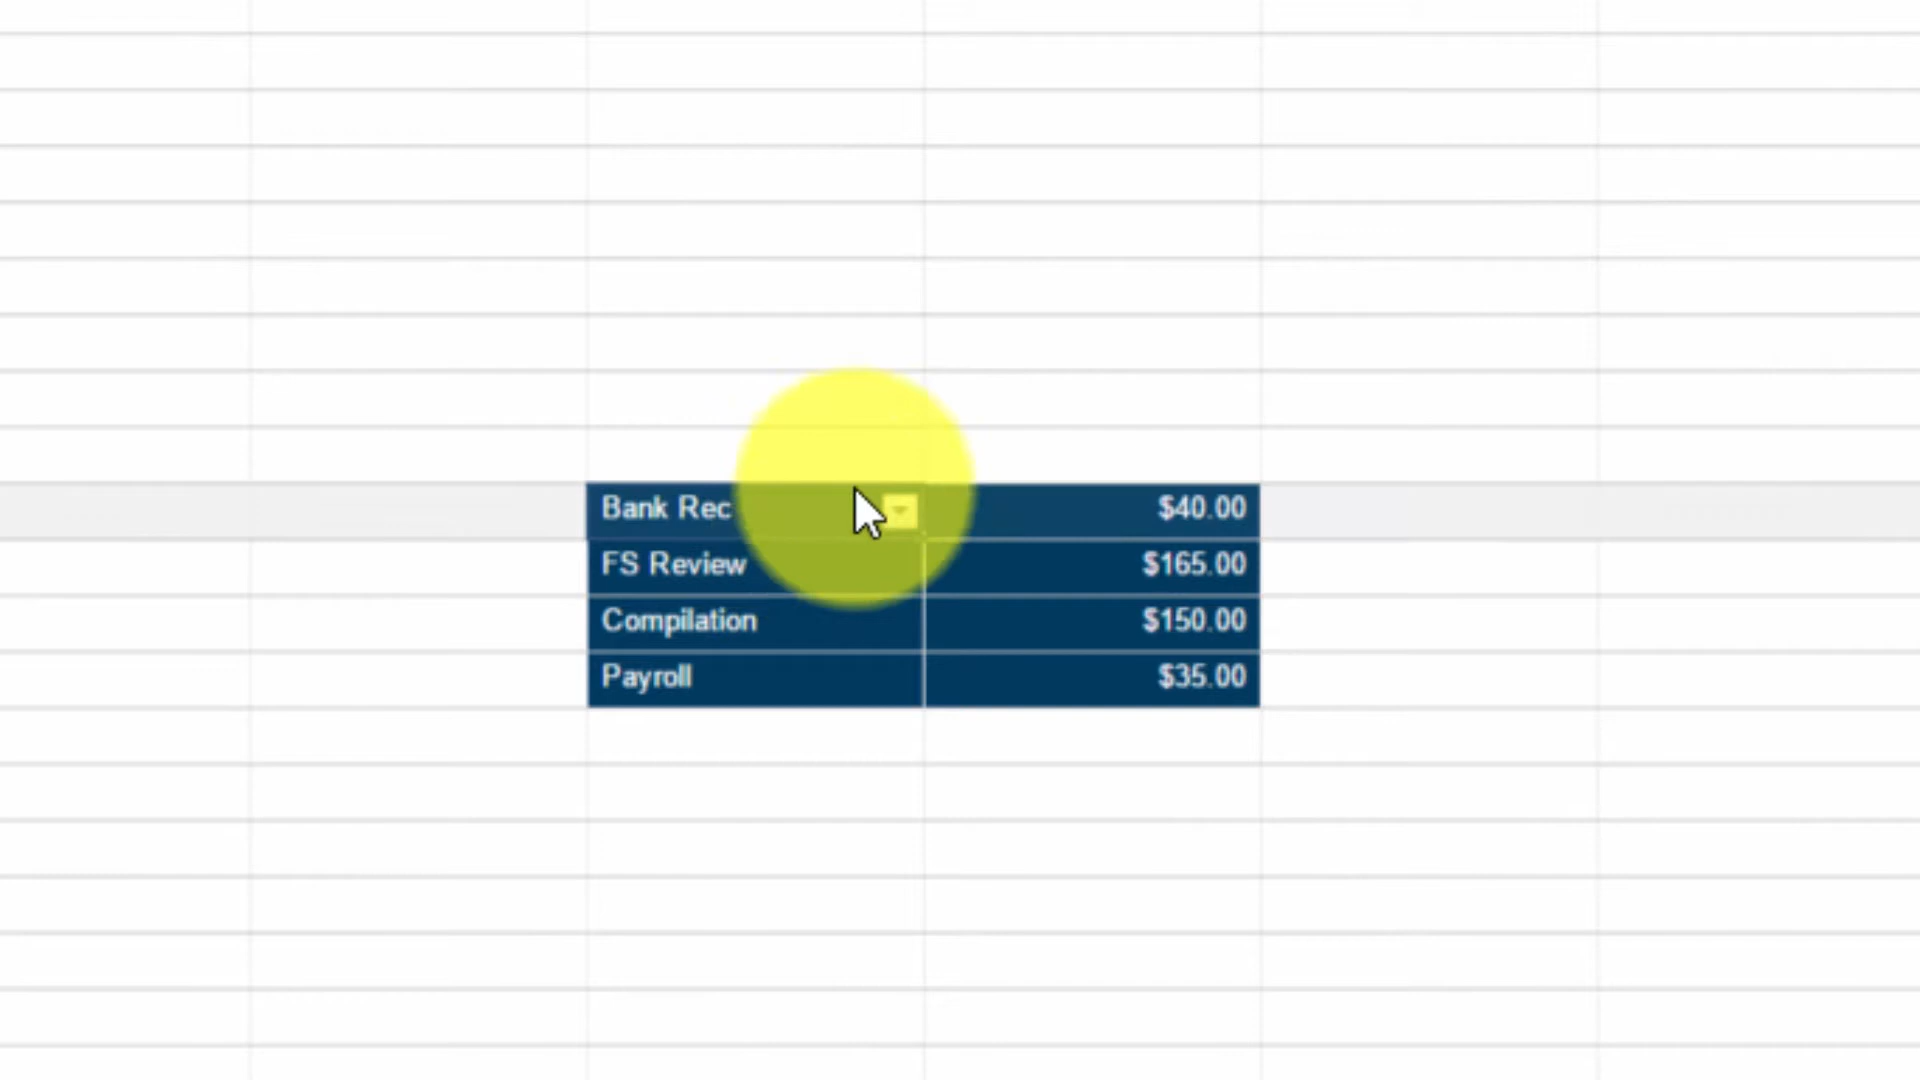 Bank Rec $40.00
FS Review $165.00
Compilation $150.00
Payroll $35.00